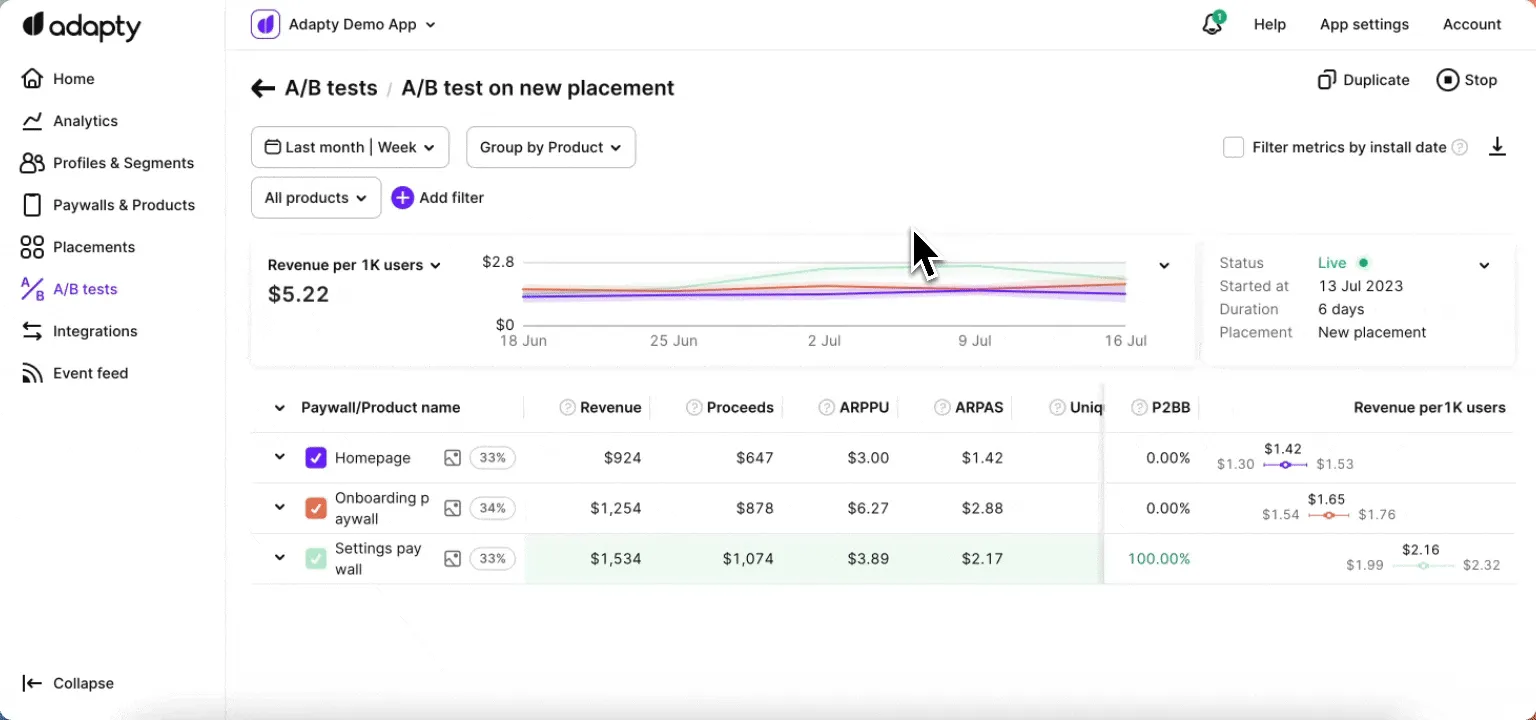 adapty
Adapty Demo App
1
Help
App settings
Account
Home
Analytics
Profiles & Segments
Paywalls & Products
Placements
A/B tests
Integrations
Event feed
Collapse
A/B tests / A/B test on new placement
Duplicate
Stop
Last month | Week
Group by Product
Filter metrics by install date ?
All products
Add filter
Revenue per 1K users
$5.22
$2.8
$0
18 Jun 25 Jun 2 Jul 9 Jul 16 Jul
Status Live
Started at 13 Jul 2023
Duration 6 days
Placement New placement
Paywall/Product name ? Revenue ? Proceeds ? ARPPU ? ARPAS ? Uniq ? P2BB Revenue per 1K users
Homepage 33% $924 $647 $3.00 $1.42 0.00% $1.30 $1.42 $1.53
Onboarding p
aywall
34% $1,254 $878 $6.27 $2.88 0.00% $1.54 $1.65 $1.76
Settings pay
wall
33% $1,534 $1,074 $3.89 $2.17 100.00% $1.99 $2.16 $2.32